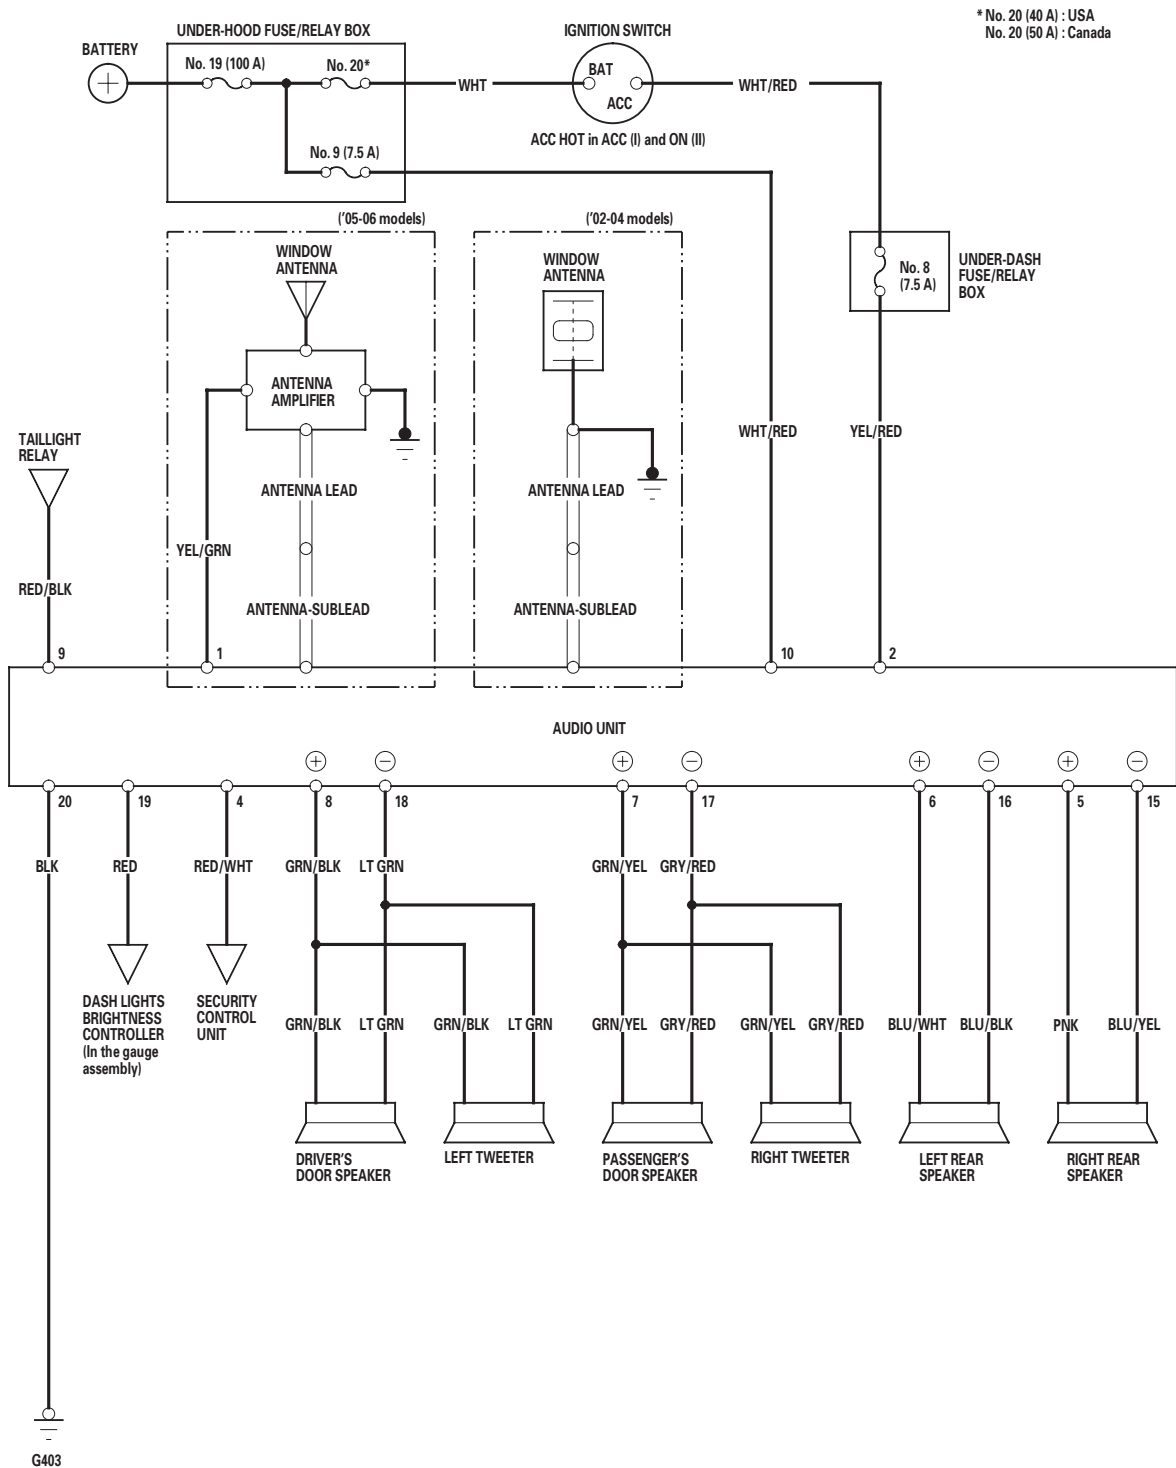 * No. 20 (40 A) : USA
No. 20 (50 A) : Canada
UNDER-HOOD FUSE/RELAY BOX
IGNITION SWITCH
BATTERY
No. 19 (100 A)
No. 20*
BAT
ACC
WHT
WHT/RED
ACC HOT in ACC (I) and ON (II)
No. 9 (7.5 A)
('05-06 models)
('02-04 models)
WINDOW
ANTENNA
WINDOW
ANTENNA
No. 8
(7.5 A)
UNDER-DASH
FUSE/RELAY
BOX
ANTENNA
AMPLIFIER
TAILLIGHT
RELAY
WHT/RED
YEL/RED
ANTENNA LEAD
ANTENNA LEAD
YEL/GRN
RED/BLK
ANTENNA-SUBLEAD
ANTENNA-SUBLEAD
9
1
10
2
AUDIO UNIT
+
−
+
−
+
−
+
−
20
19
4
8
18
7
17
6
16
5
15
BLK
RED
RED/WHT
GRN/BLK
LT GRN
GRN/YEL
GRY/RED
DASH LIGHTS
BRIGHTNESS
CONTROLLER
(In the gauge
assembly)
SECURITY
CONTROL
UNIT
GRN/BLK
LT GRN
GRN/BLK
LT GRN
GRN/YEL
GRY/RED
GRN/YEL
GRY/RED
BLU/WHT
BLU/BLK
PNK
BLU/YEL
DRIVER'S
DOOR SPEAKER
LEFT TWEETER
PASSENGER'S
DOOR SPEAKER
RIGHT TWEETER
LEFT REAR
SPEAKER
RIGHT REAR
SPEAKER
G403